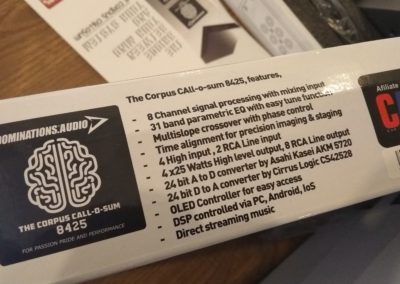 The Corpus CAll-o-sum 8425, features,
- 8 Channel signal processing with mixing input
- 31 band parametric EQ with easy tune function
- Multislope crossover with phase control
- Time alignment for precision imaging & staging
- 4 High input, 2 RCA Line input
- 4 x25 Watts High level output, 8 RCA Line output
- 24 bit A to D converter by Asahi Kasei AKM 5720
- 24 bit D to A converter by Cirrus Logic CS42528
- OLED Controller for easy access
- DSP controlled via PC, Android, IoS
- Direct streaming music
DOMINATIONS.AUDIO
THE CORPUS CALL-O-SUM
8425
FOR PASSION PRIDE AND PERFORMANCE
Affiliate